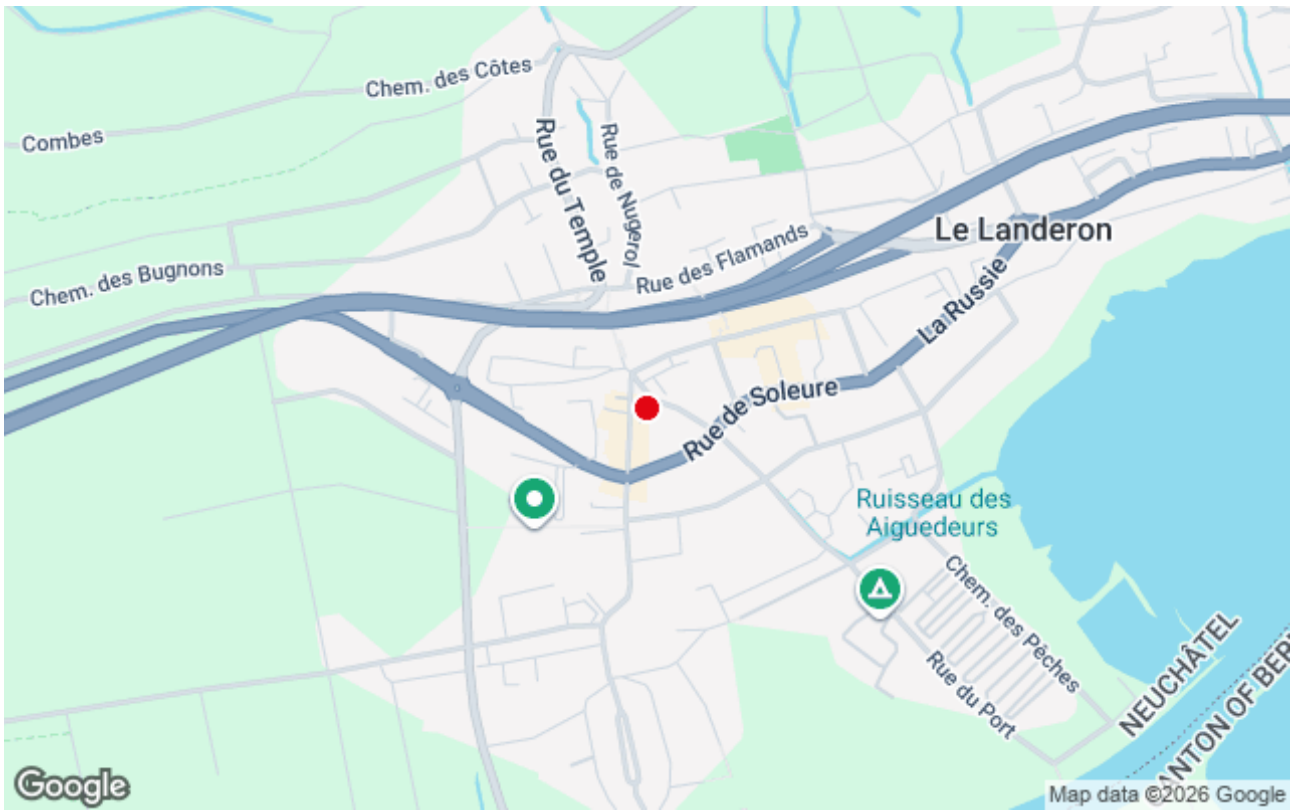 Chem. des Côtes
Combes
Rue du Temple
Rue de Nugerol
Chem. des Bugnons
Rue des Flamands
Le Landeron
La Russie
Rue de Soleure
Ruisseau des
Aiguedeurs
Chem. des Pêches
Rue du Port
NEUCHÂTEL
CANTON OF BER
Google
Map data ©2026 Google